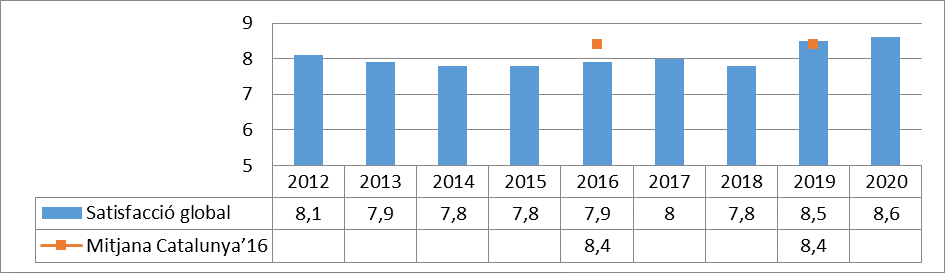 9
8
7
6
5
2012 2013 2014 2015 2016 2017 2018 2019 2020
Satisfacció global 8,1 7,9 7,8 7,8 7,9 8 7,8 8,5 8,6
Mitjana Catalunya’16 8,4 8,4